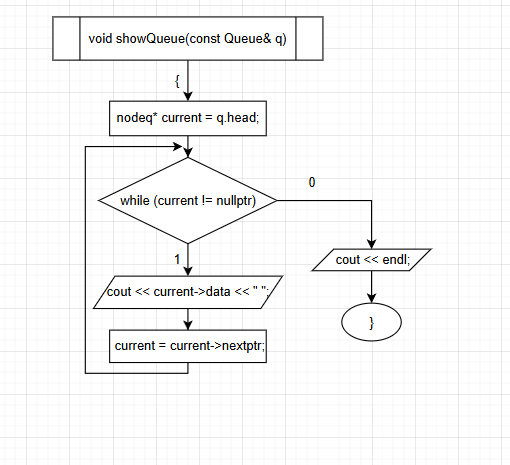 void showQueue(const Queue& q)
{
nodeq* current = q.head;
while (current != nullptr)
0
1
cout << endl;
cout << current->data << " ";
}
current = current->nextptr;